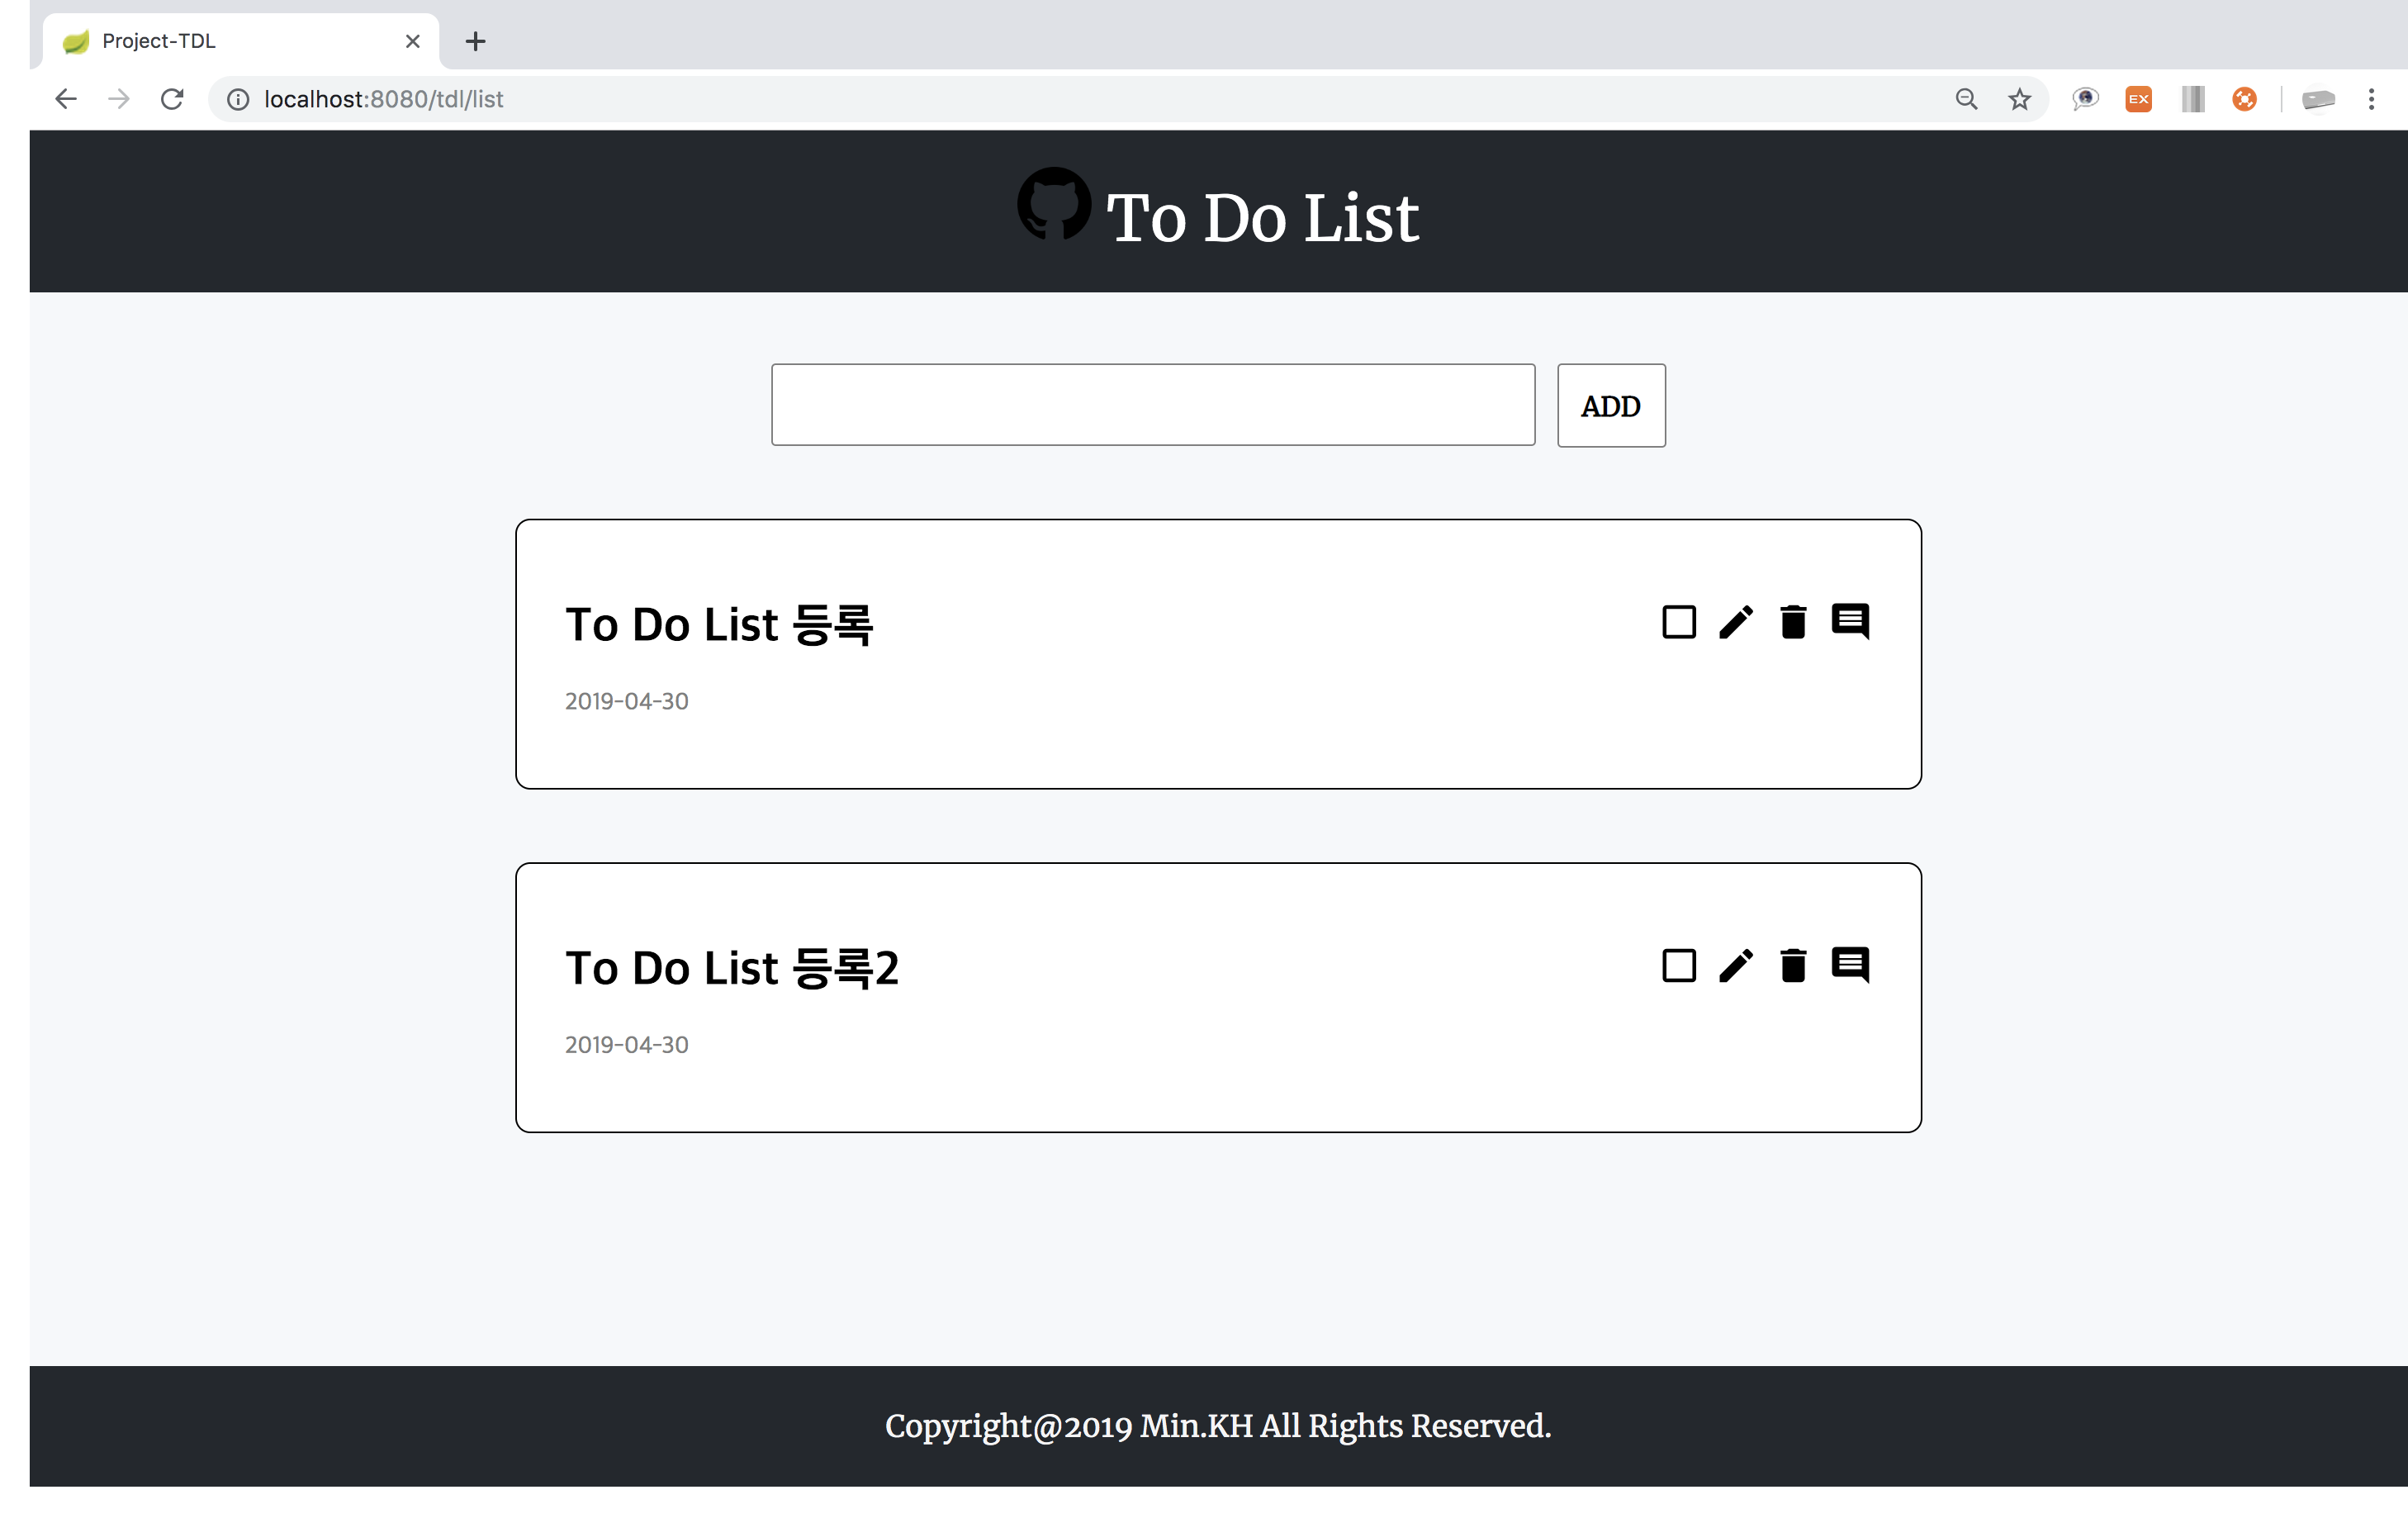 Project-TDL
localhost:8080/tdl/list
EX
To Do List
ADD
To Do List 등록
2019-04-30
To Do List 등록2
2019-04-30
Copyright@2019 Min.KH All Rights Reserved.